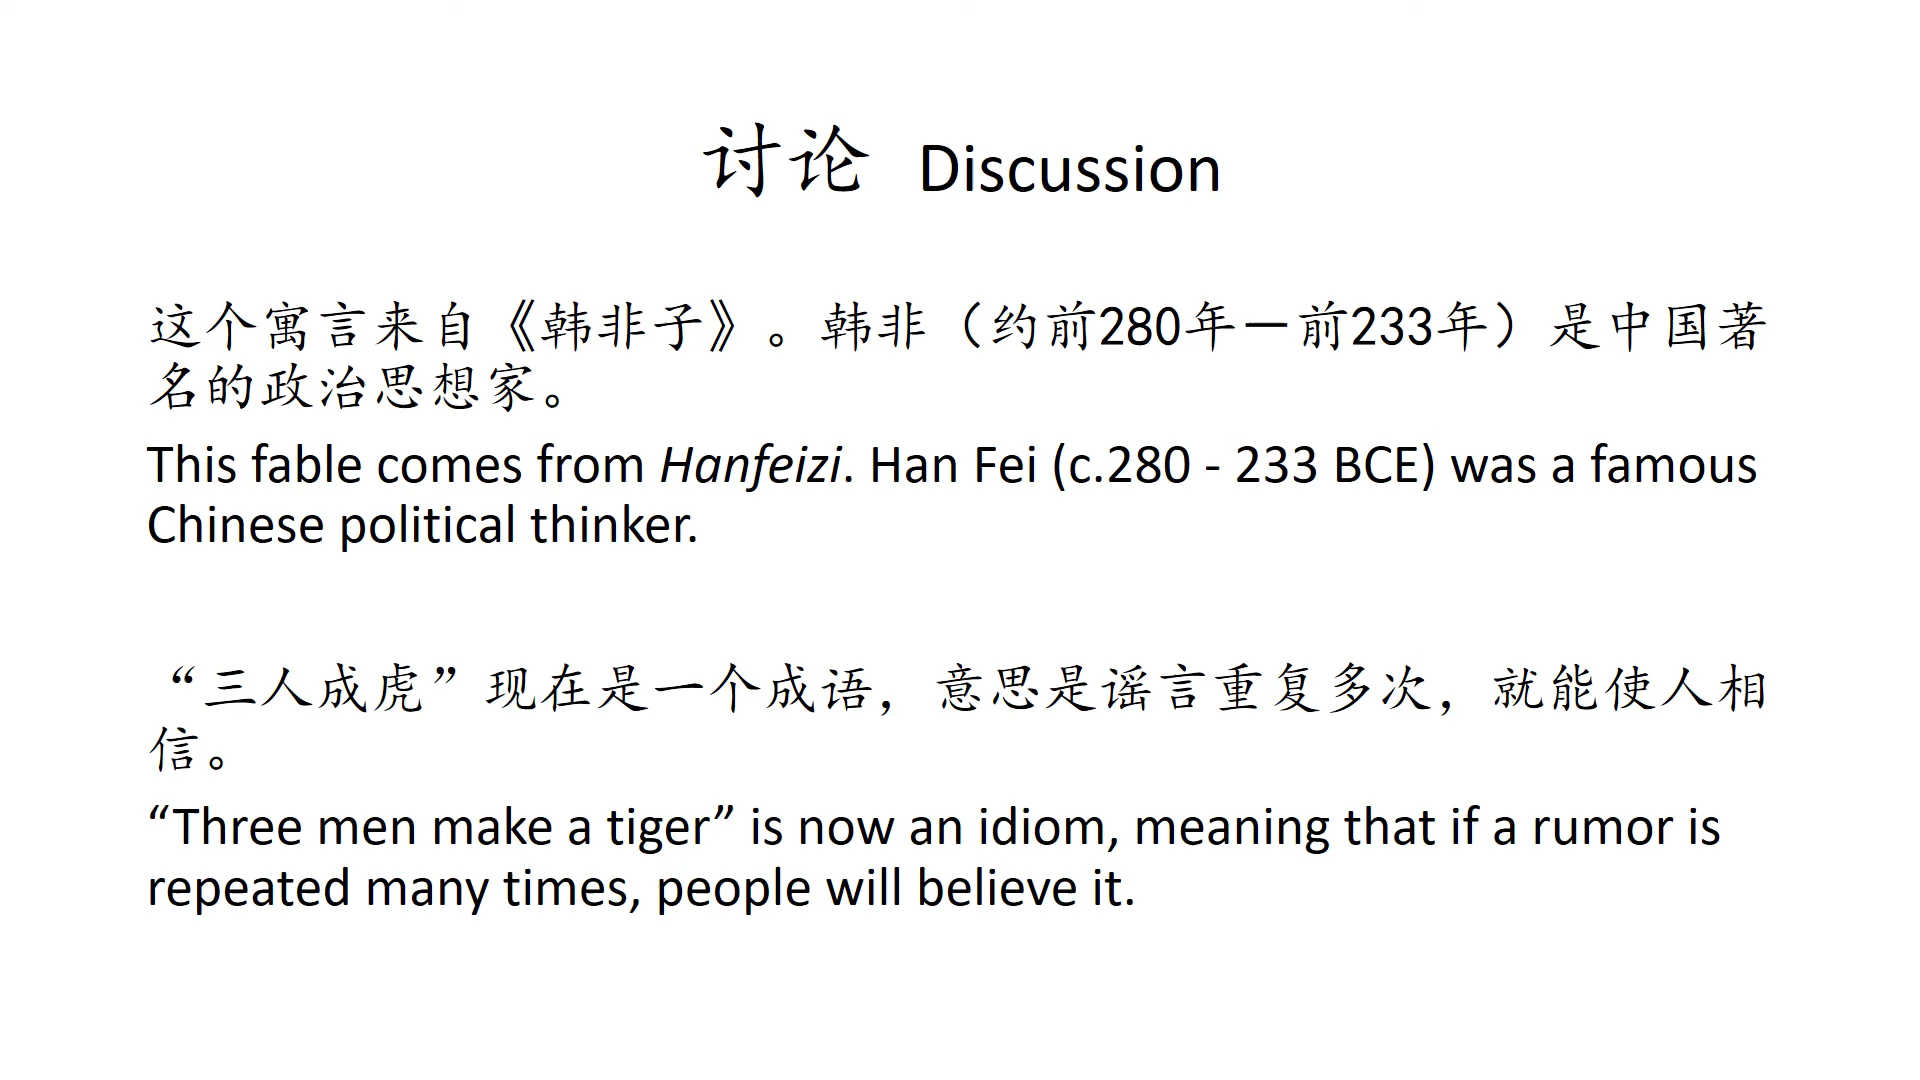 讨论 Discussion
这个寓言来自《韩非子》。韩非（约前280年—前233年）是中国著
名的政治思想家。
This fable comes from Hanfeizi. Han Fei (c.280 - 233 BCE) was a famous
Chinese political thinker.
“三人成虎”现在是一个成语，意思是谣言重复多次，就能使人相
信。
“Three men make a tiger” is now an idiom, meaning that if a rumor is
repeated many times, people will believe it.